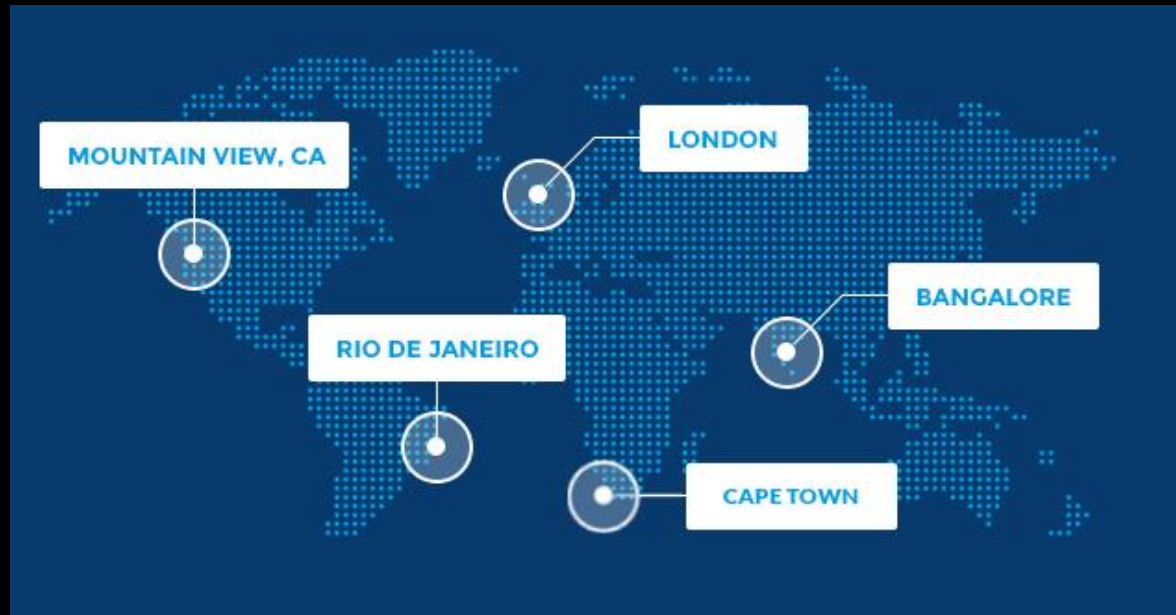 MOUNTAIN VIEW, CA
LONDON
BANGALORE
RIO DE JANEIRO
CAPE TOWN